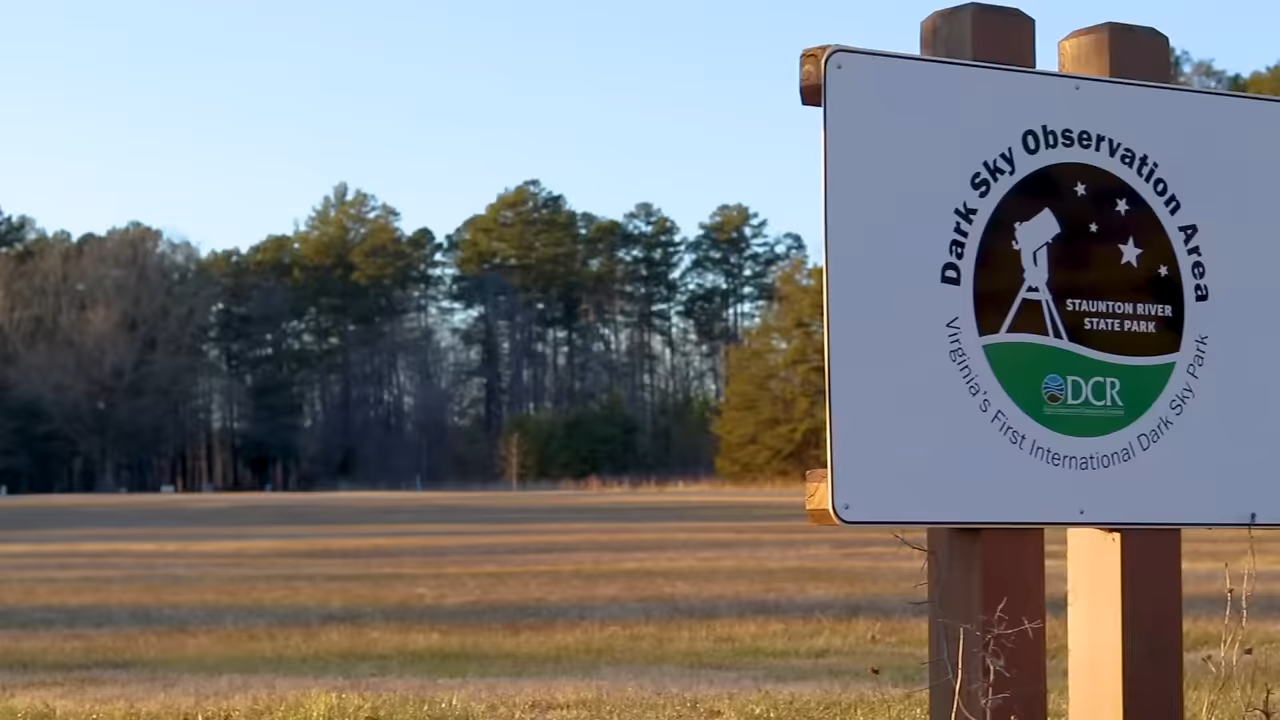 Dark Sky Observation Area
STAUNTON RIVER
STATE PARK
DCR
Virginia's First International Dark Sky Park